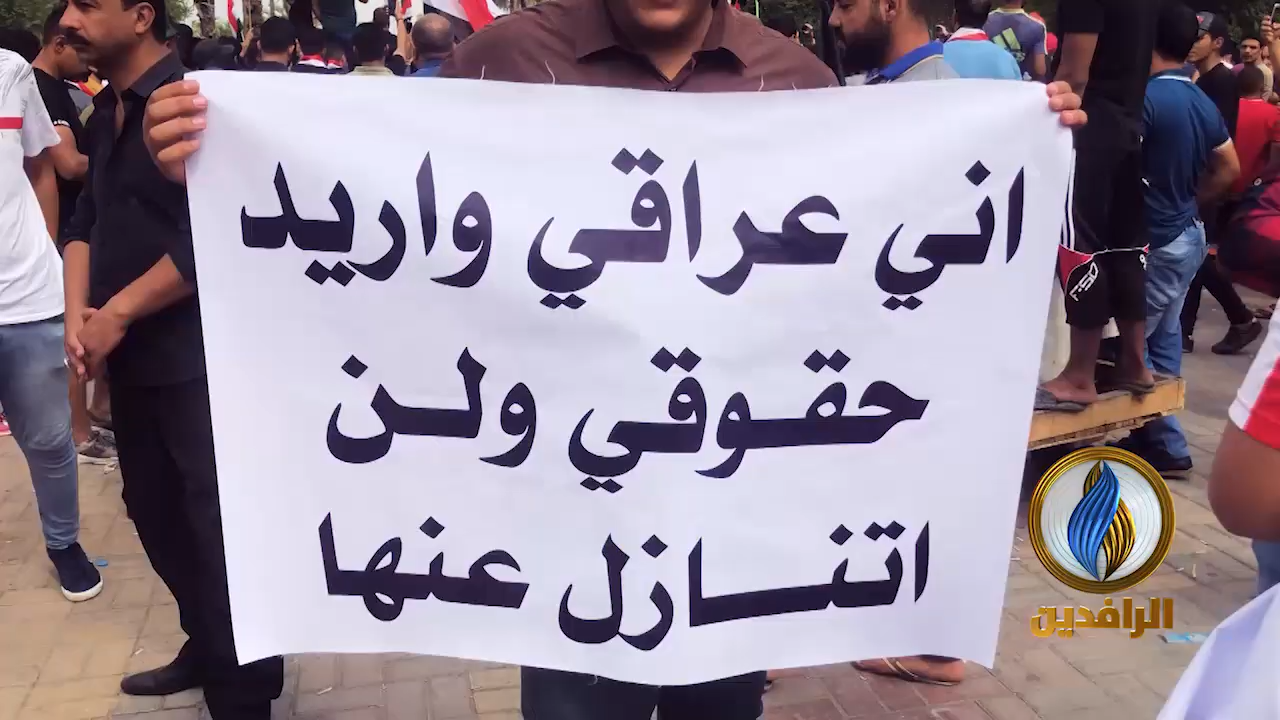 اني عراقي واريد
حقوقي ولن
اتنازل عنها
الرافدين